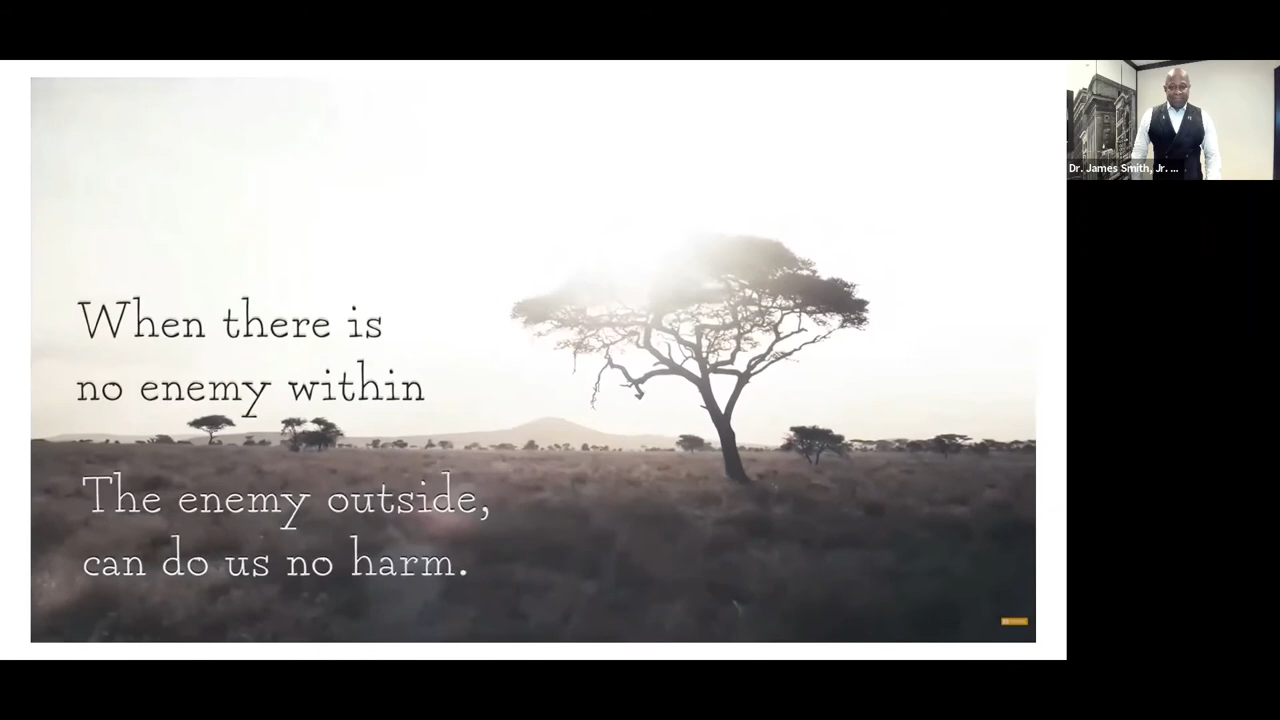 When there is
no enemy within
The enemy outside,
can do us no harm.
Dr. James Smith, Jr. ...